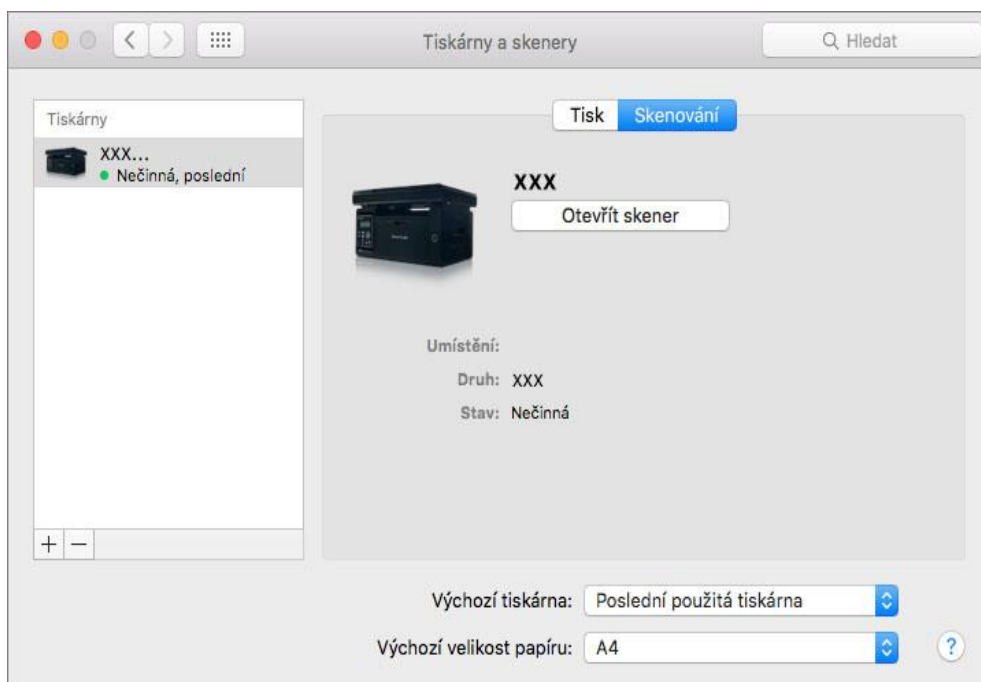 Tiskárny a skenery
Hledat
Tiskárny
XXX...
Nečinná, poslední
Tisk Skenování
XXX
Otevřít skener
Umístění:
Druh: XXX
Stav: Nečinná
+ −
Výchozí tiskárna: Poslední použitá tiskárna
Výchozí velikost papíru: A4
?